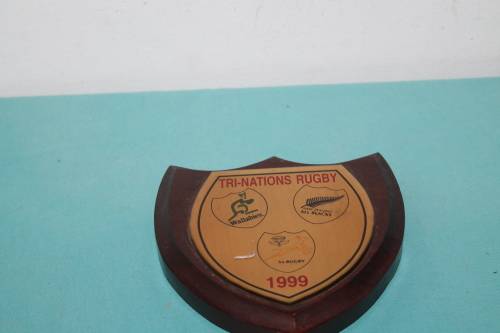 TRI-NATIONS RUGBY
Wallabies
ALL BLACKS
SA RUGBY
1999